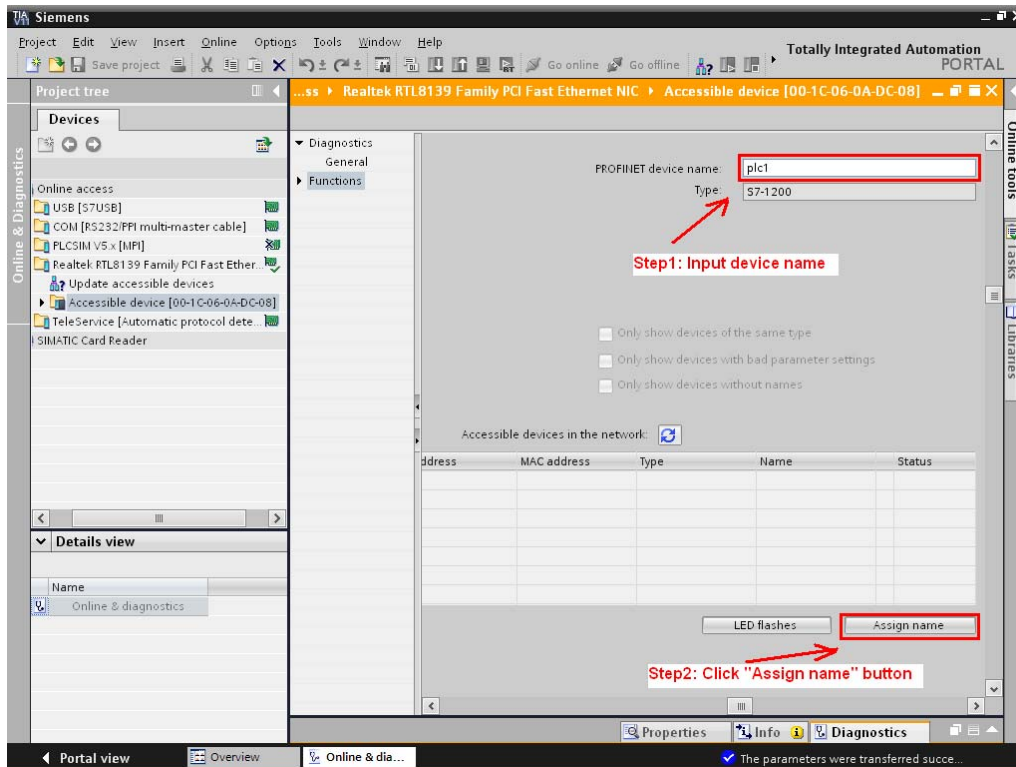 TIA V11 Siemens
Project Edit View Insert Online Options Tools Window Help
Totally Integrated Automation
PORTAL
Save project Go online Go offline
Project tree
...ss Realtek RTL8139 Family PCI Fast Ethernet NIC Accessible device [00-1C-06-0A-DC-08]
Devices
Online access
USB [S7USB]
COM [RS232/PPI multi-master cable]
PLCSIM V5.x [MPI]
Realtek RTL8139 Family PCI Fast Ether...
Update accessible devices
Accessible device [00-1C-06-0A-DC-08]
TeleService [Automatic protocol dete...
SIMATIC Card Reader
Online & Diagnostics
Diagnostics
General
Functions
PROFINET device name: plc1
Type: S7-1200
Step1: Input device name
Only show devices of the same type
Only show devices with bad parameter settings
Only show devices without names
Accessible devices in the network:
ddress MAC address Type Name Status
LED flashes Assign name
Step2: Click "Assign name" button
Details view
Name
Online & diagnostics
Online tools
Tasks
Libraries
Properties Info Diagnostics
Portal view Overview Online & dia... The parameters were transferred succe...